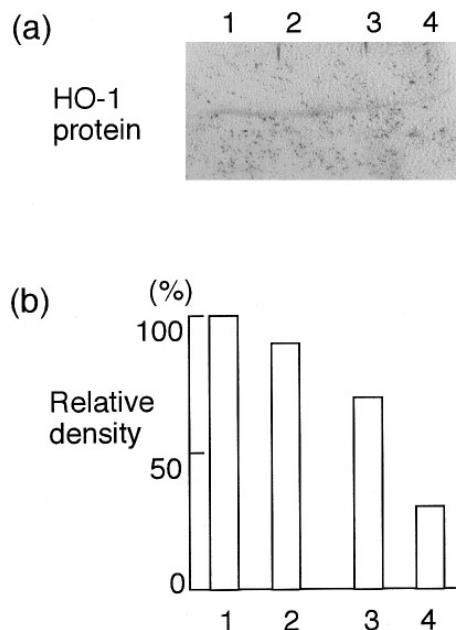 (a)
1 2 3 4
HO-1
protein
(b)
(%)
100
Relative
density
50
0
1 2 3 4